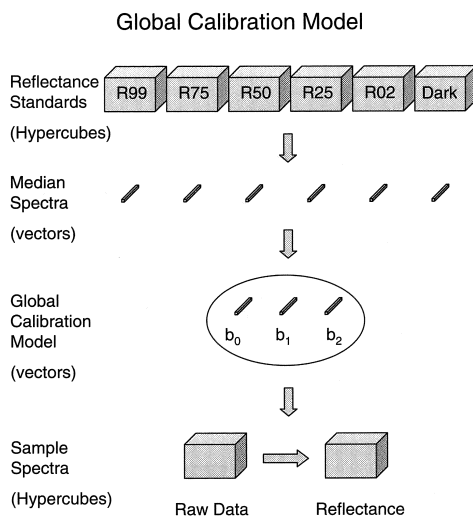 Global Calibration Model
Reflectance
Standards
(Hypercubes)
R99 R75 R50 R25 R02 Dark
Median
Spectra
(vectors)
Global
Calibration
Model
(vectors)
b0 b1 b2
Sample
Spectra
(Hypercubes)
Raw Data Reflectance